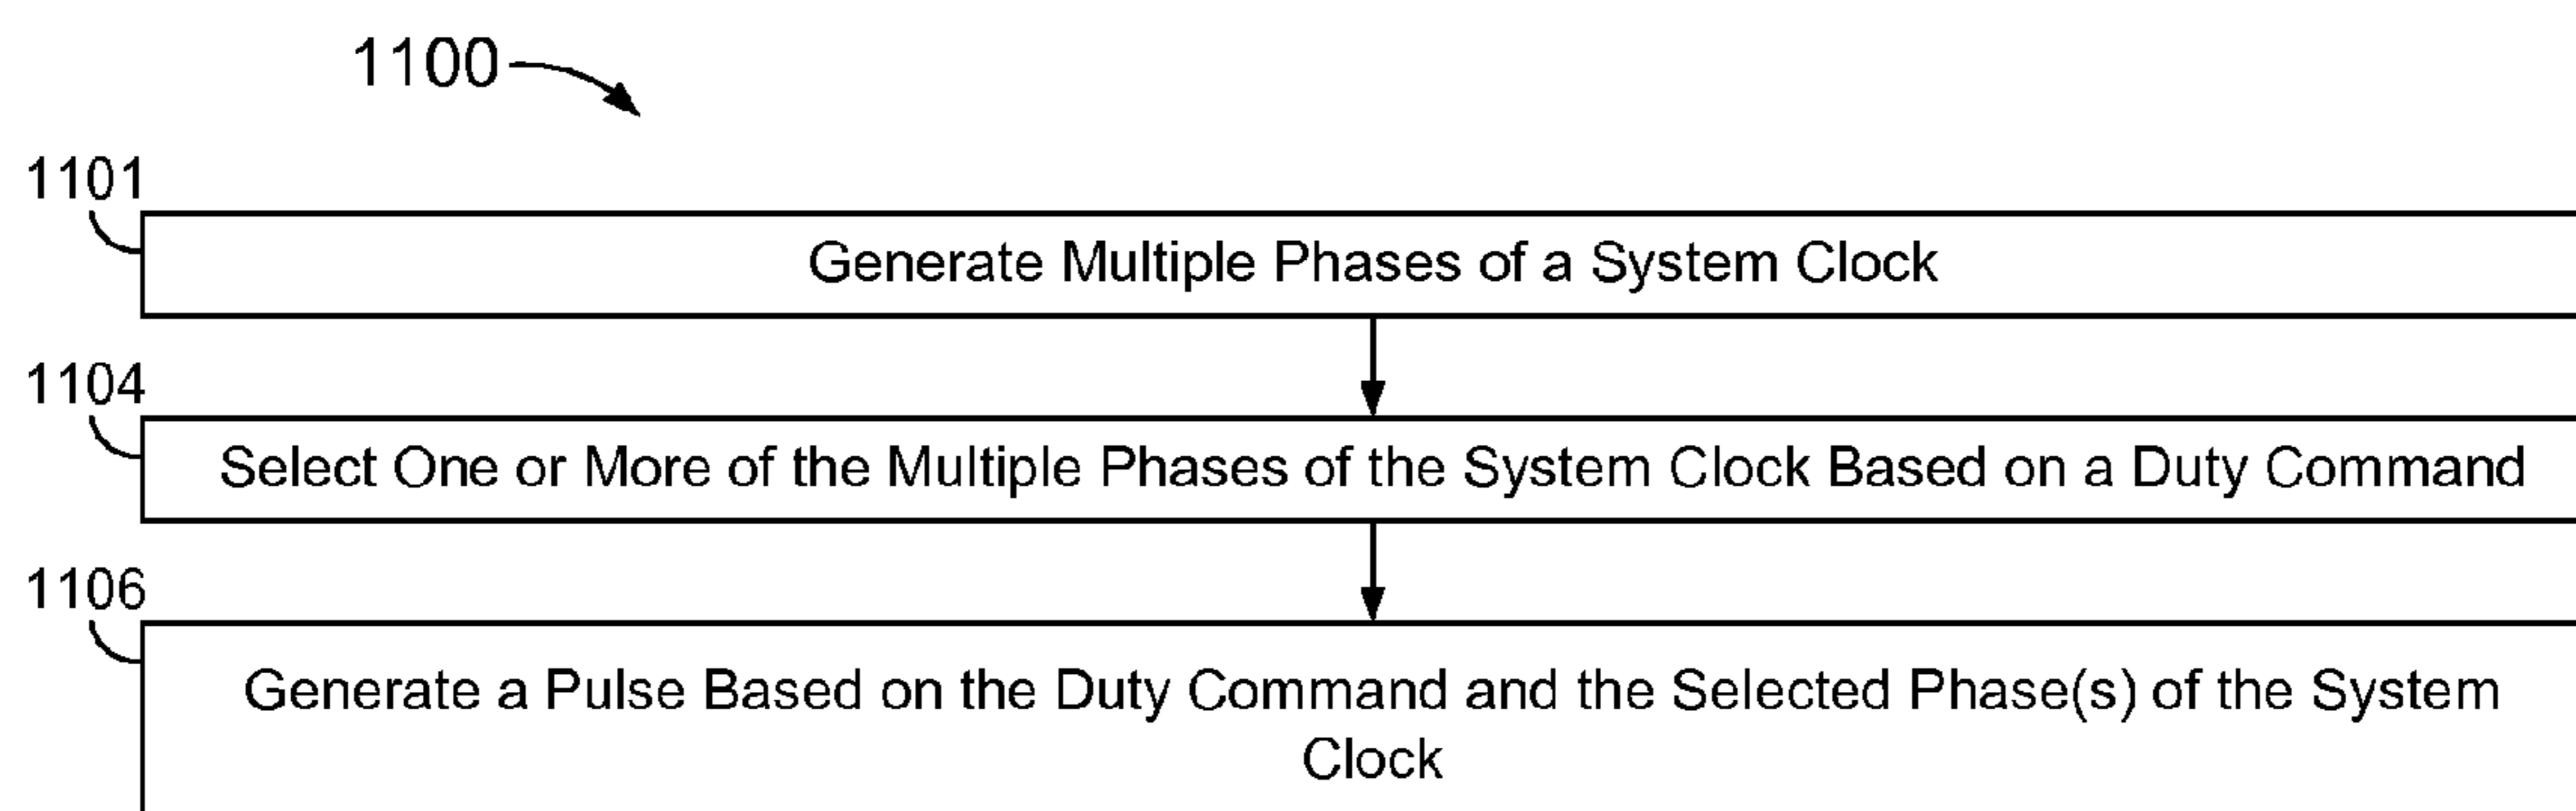 1100
1101
Generate Multiple Phases of a System Clock
1104
Select One or More of the Multiple Phases of the System Clock Based on a Duty Command
1106
Generate a Pulse Based on the Duty Command and the Selected Phase(s) of the System
Clock